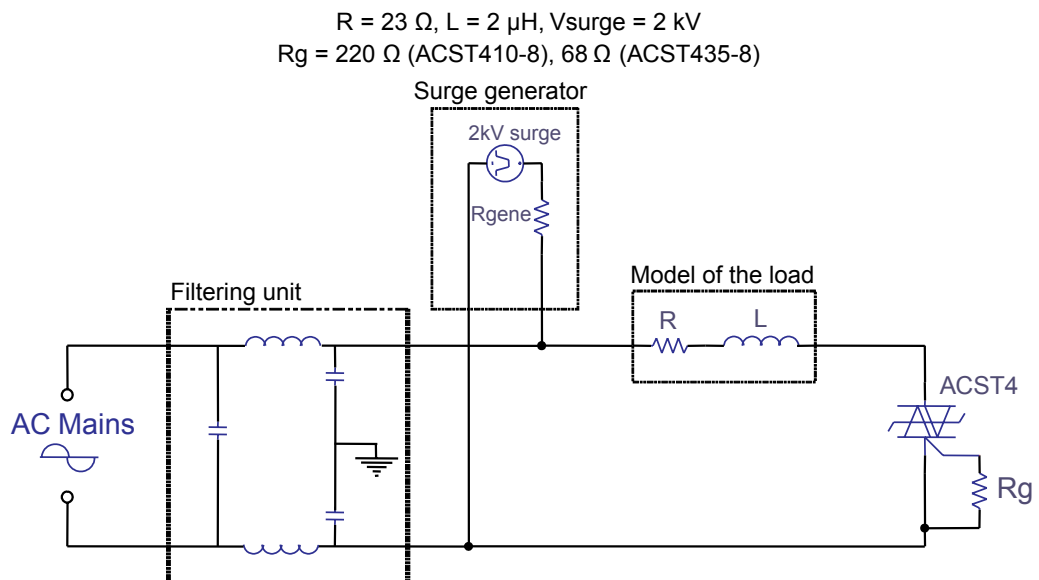 R = 23 Ω, L = 2 µH, Vsurge = 2 kV
Rg = 220 Ω (ACST410-8), 68 Ω (ACST435-8)
Surge generator
2kV surge
Rgene
Model of the load
Filtering unit
R
L
ACST4
AC Mains
Rg